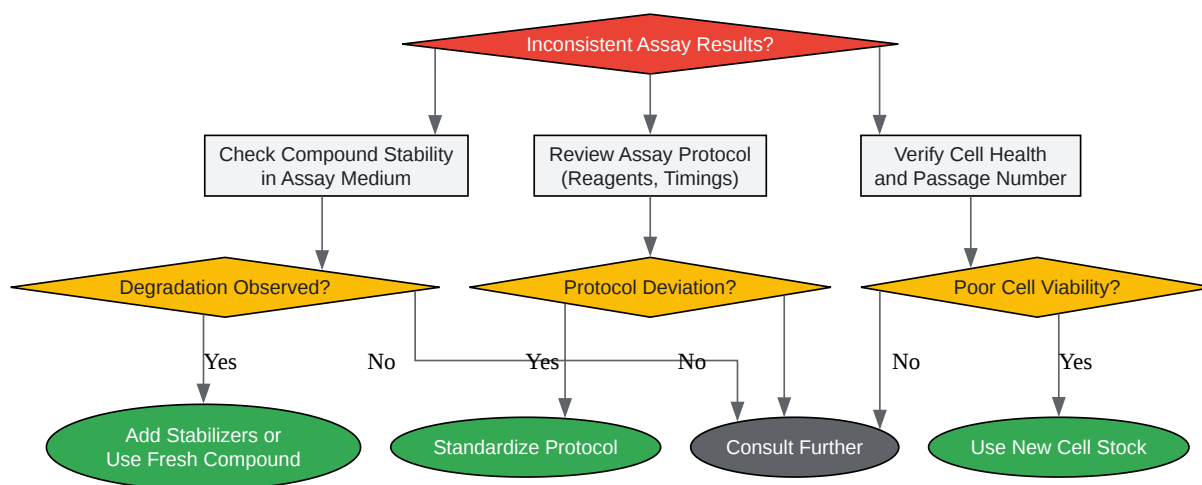 Inconsistent Assay Results?
Check Compound Stability
in Assay Medium
Review Assay Protocol
(Reagents, Timings)
Verify Cell Health
and Passage Number
Degradation Observed?
Protocol Deviation?
Poor Cell Viability?
Yes
No
Yes
No
No
Yes
Add Stabilizers or
Use Fresh Compound
Standardize Protocol
Consult Further
Use New Cell Stock